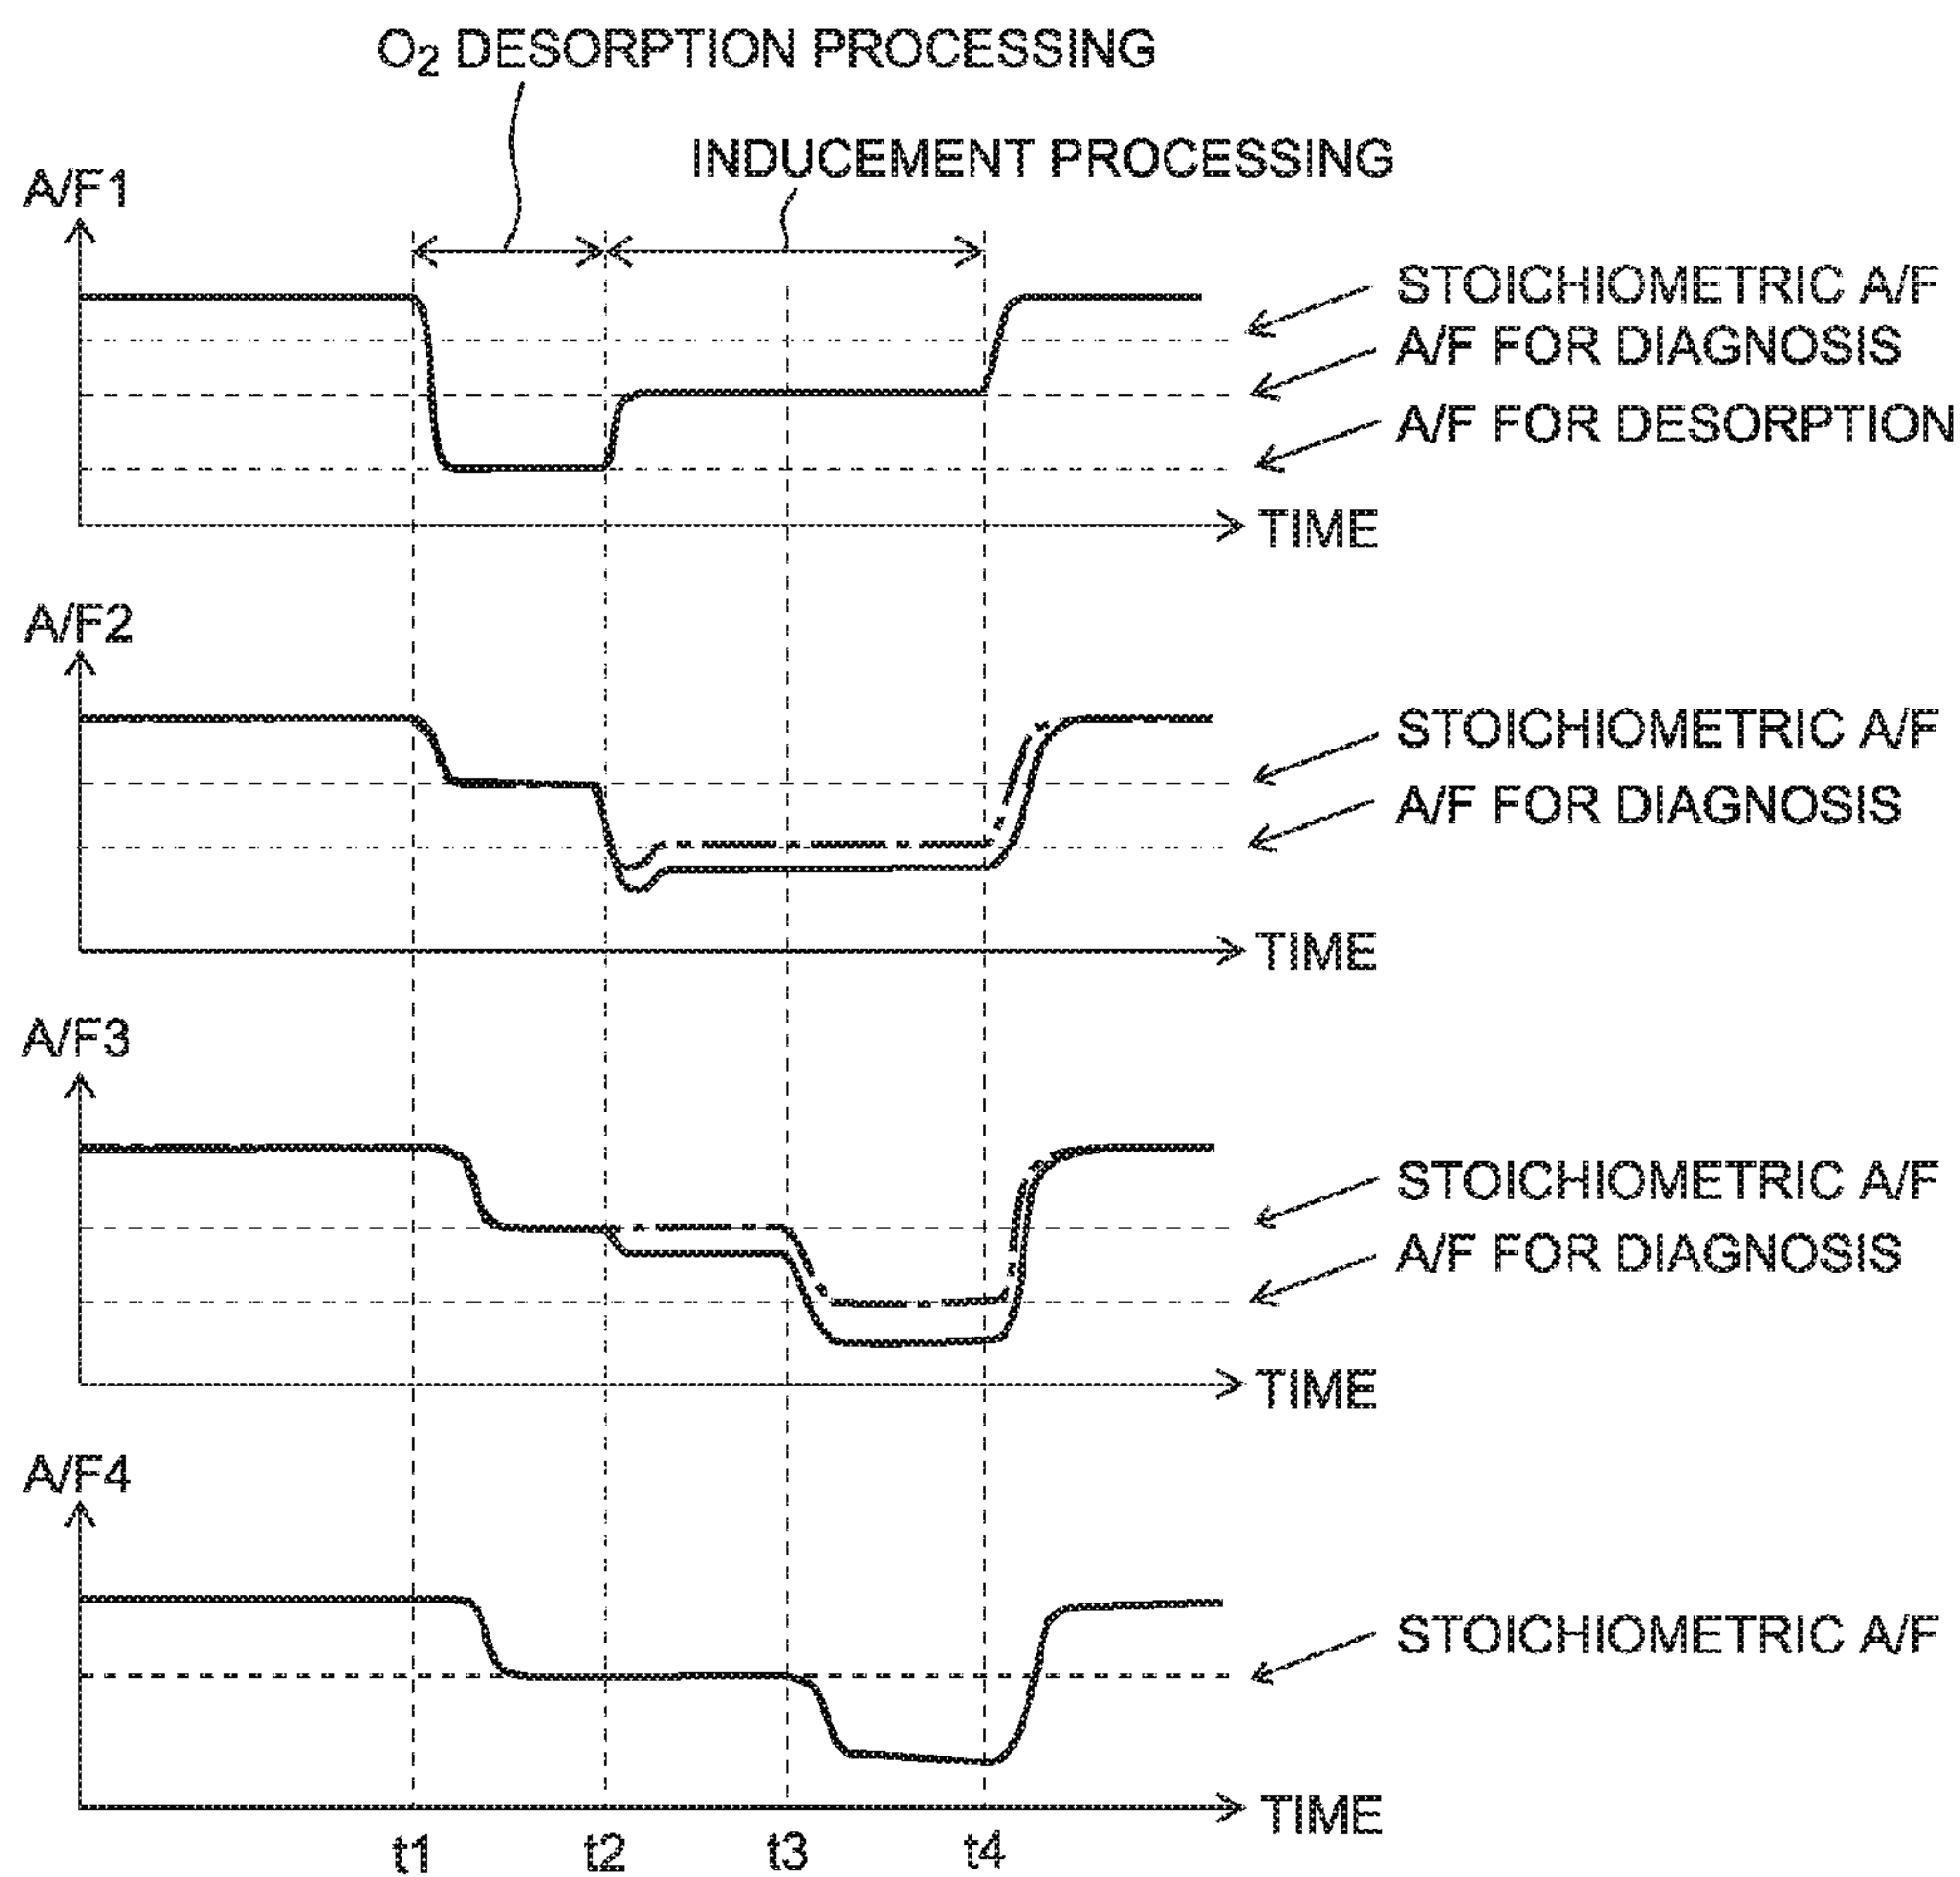 O2 DESORPTION PROCESSING
INDUCEMENT PROCESSING
A/F1
STOICHIOMETRIC A/F
A/F FOR DIAGNOSIS
A/F FOR DESORPTION
TIME
A/F2
STOICHIOMETRIC A/F
A/F FOR DIAGNOSIS
TIME
A/F3
STOICHIOMETRIC A/F
A/F FOR DIAGNOSIS
TIME
A/F4
STOICHIOMETRIC A/F
TIME
t1 t2 t3 t4